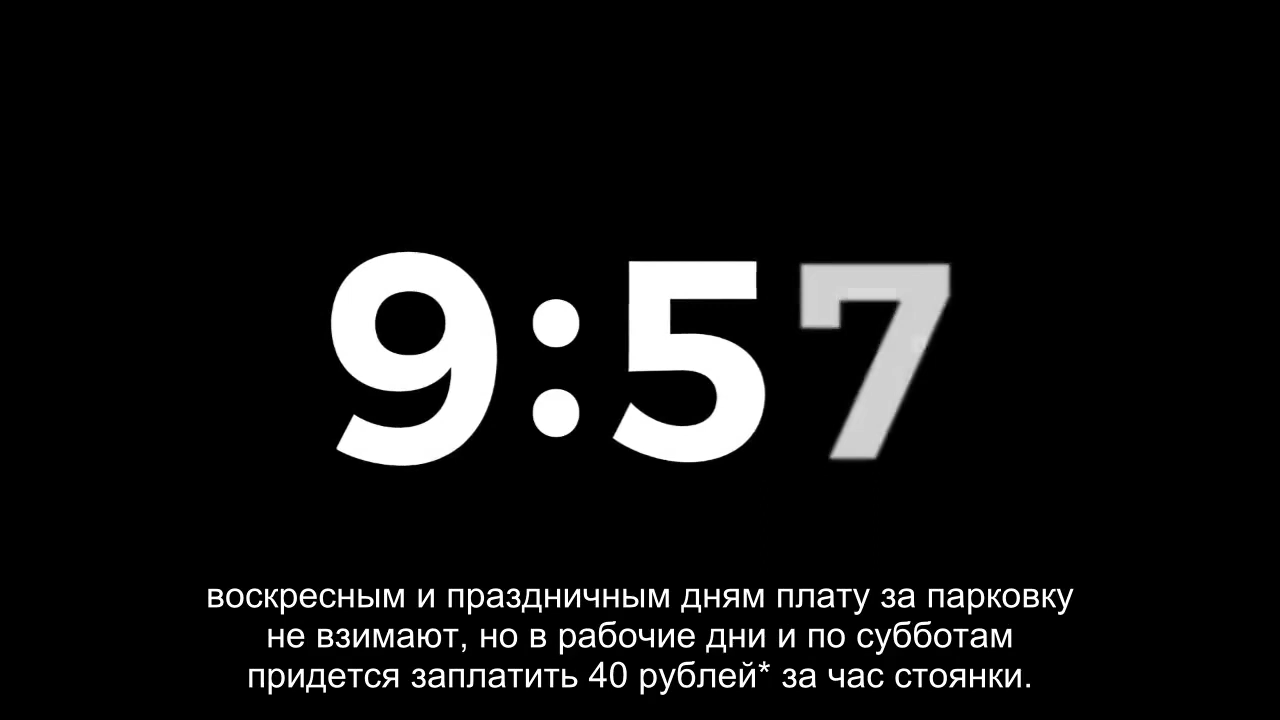 9:57
воскресным и праздничным дням плату за парковку
не взимают, но в рабочие дни и по субботам
придется заплатить 40 рублей* за час стоянки.